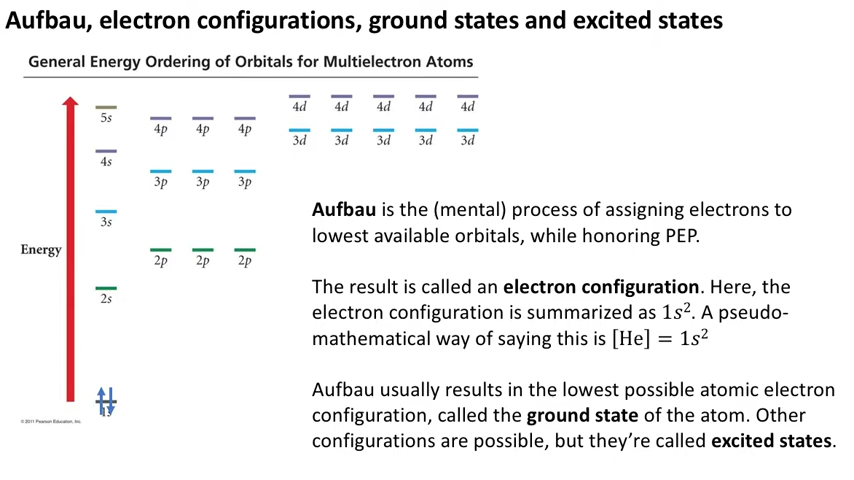 Aufbau, electron configurations, ground states and excited states
General Energy Ordering of Orbitals for Multielectron Atoms
4d 4d 4d 4d 4d
5s
4p 4p 4p
3d 3d 3d 3d 3d
4s
3p 3p 3p
3s
Energy
2p 2p 2p
2s
Aufbau is the (mental) process of assigning electrons to
lowest available orbitals, while honoring PEP.
The result is called an electron configuration. Here, the
electron configuration is summarized as 1s². A pseudo-
mathematical way of saying this is [He] = 1s²
Aufbau usually results in the lowest possible atomic electron
configuration, called the ground state of the atom. Other
configurations are possible, but they’re called excited states.
© 2011 Pearson Education, Inc.